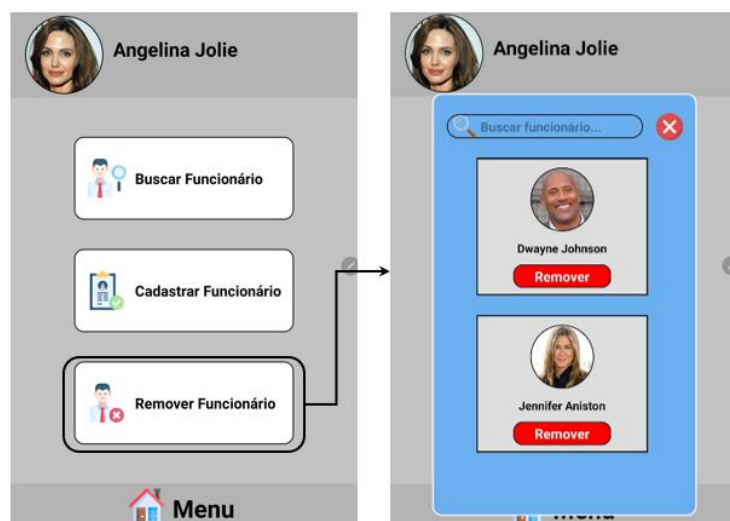 Angelina Jolie
Buscar Funcionário
Cadastrar Funcionário
Remover Funcionário
Menu
Angelina Jolie
Buscar funcionário...
Dwayne Johnson
Remover
Jennifer Aniston
Remover
Menu